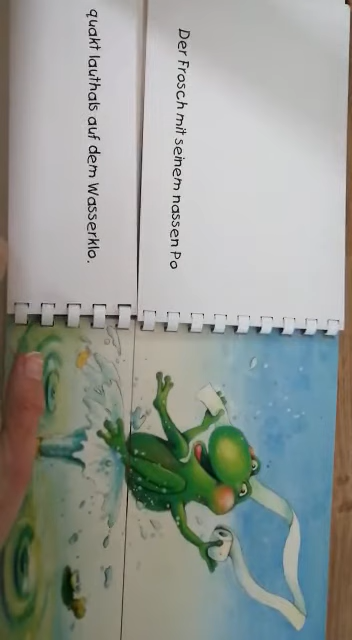 Der Frosch mit seinem nassen Po
quakt lauthals auf dem Wasserklo.